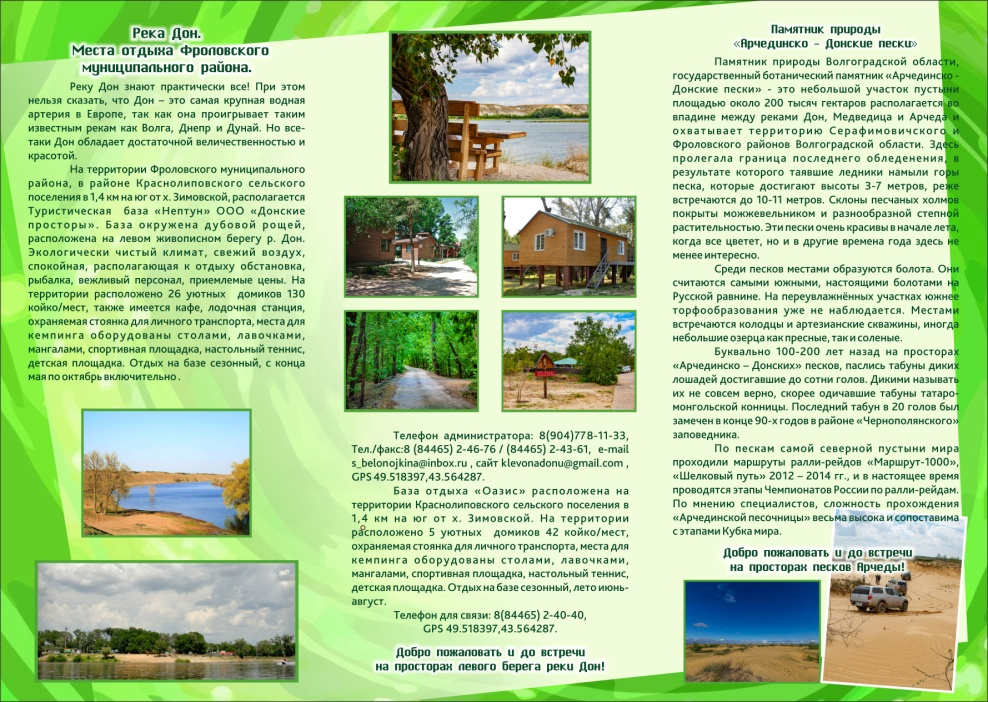 Река Дон.
Места отдыха Фроловского
муниципального района.
Реку Дон знают практически все! При этом
нельзя сказать, что Дон – это самая крупная водная
артерия в Европе, так как она проигрывает таким
известным рекам как Волга, Днепр и Дунай. Но все-
таки Дон обладает достаточной величественностью и
красотой.
На территории Фроловского муниципального
района, в районе Краснолиповского сельского
поселения в 1,4 км на юг от х. Зимовской, располагается
Туристическая база «Нептун» ООО «Донские
просторы». База окружена дубовой рощей,
расположена на левом живописном берегу р. Дон.
Экологически чистый климат, свежий воздух,
спокойная, располагающая к отдыху обстановка,
рыбалка, вежливый персонал, приемлемые цены. На
территории расположено 26 уютных домиков 130
койко/мест, также имеется кафе, лодочная станция,
охраняемая стоянка для личного транспорта, места для
кемпинга оборудованы столами, лавочками,
мангалами, спортивная площадка, настольный теннис,
детская площадка. Отдых на базе сезонный, с конца
мая по октябрь включительно .
Телефон администратора: 8(904)778-11-33,
Тел./факс:8 (84465) 2-46-76 / (84465) 2-43-61, e-mail
s_belonojkina@inbox.ru , сайт klevonadonu@gmail.com ,
GPS 49.518397,43.564287.
База отдыха «Оазис» расположена на
территории Краснолиповского сельского поселения в
1,4 км на юг от х. Зимовской. На территории
расположено 5 уютных домиков 42 койко/мест,
охраняемая стоянка для личного транспорта, места для
кемпинга оборудованы столами, лавочками,
мангалами, спортивная площадка, настольный теннис,
детская площадка. Отдых на базе сезонный, лето июнь-
август.
Телефон для связи: 8(84465) 2-40-40,
GPS 49.518397,43.564287.
Добро пожаловать и до встречи
на просторах левого берега реки Дон!
Памятник природы
«Арчединско - Донские пески»
Памятник природы Волгоградской области,
государственный ботанический памятник «Арчединско -
Донские пески» - это небольшой участок пустыни
площадью около 200 тысяч гектаров располагается во
впадине между реками Дон, Медведица и Арчеда и
охватывает территорию Серафимовичского и
Фроловского районов Волгоградской области. Здесь
пролегала граница последнего обледенения, в
результате которого таявшие ледники намыли горы
песка, которые достигают высоты 3-7 метров, реже
встречаются до 10-11 метров. Склоны песчаных холмов
покрыты можжевельником и разнообразной степной
растительностью. Эти пески очень красивы в начале лета,
когда все цветет, но и в другие времена года здесь не
менее интересно.
Среди песков местами образуются болота. Они
считаются самыми южными, настоящими болотами на
Русской равнине. На переувлажнённых участках южнее
торфообразования уже не наблюдается. Местами
встречаются колодцы и артезианские скважины, иногда
небольшие озерца как пресные, так и соленые.
Буквально 100-200 лет назад на просторах
«Арчединско – Донских» песков, паслись табуны диких
лошадей достигавшие до сотни голов. Дикими называть
их не совсем верно, скорее одичавшие табуны татаро-
монгольской конницы. Последний табун в 20 голов был
замечен в конце 90-х годов в районе «Чернополянского»
заповедника.
По пескам самой северной пустыни мира
проходили маршруты ралли-рейдов «Маршрут-1000»,
«Шелковый путь» 2012 – 2014 гг., и в настоящее время
проводятся этапы Чемпионатов России по ралли-рейдам.
По мнению специалистов, сложность прохождения
«Арчединской песочницы» весьма высока и сопоставима
с этапами Кубка мира.
Добро пожаловать и до встречи
на просторах песков Арчеды!